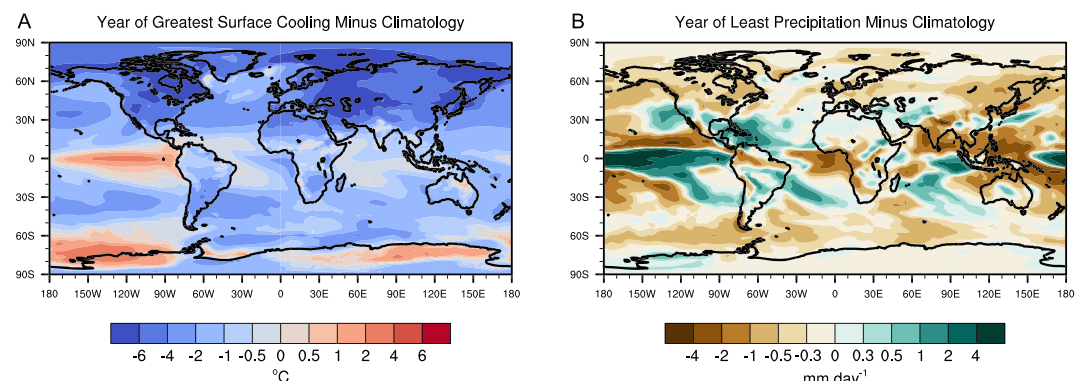 A Year of Greatest Surface Cooling Minus Climatology
90N
60N
30N
0
30S
60S
90S
180 150W 120W 90W 60W 30W 0 30E 60E 90E 120E 150E 180
-6 -4 -2 -1 -0.5 0 0.5 1 2 4 6
°C
B Year of Least Precipitation Minus Climatology
90N
60N
30N
0
30S
60S
90S
180 150W 120W 90W 60W 30W 0 30E 60E 90E 120E 150E 180
-4 -2 -1 -0.5 -0.3 0 0.3 0.5 1 2 4
mm day⁻¹